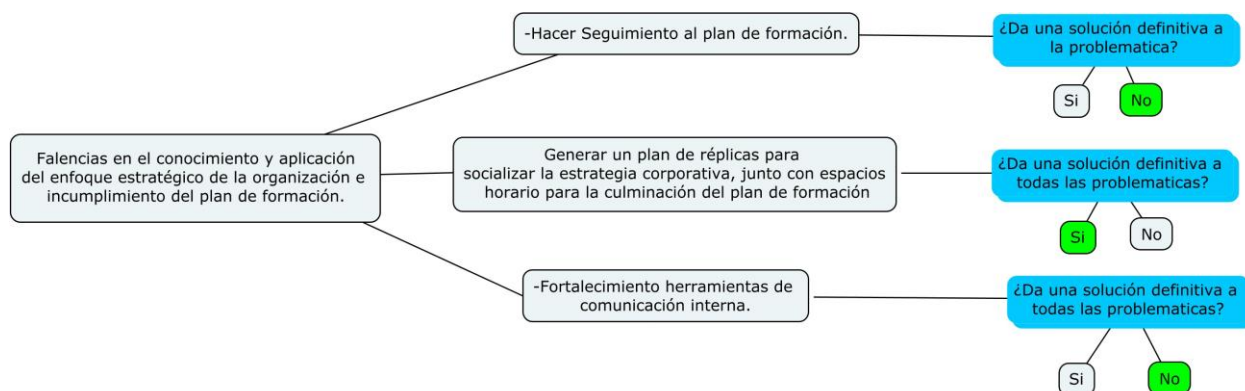 -Hacer Seguimiento al plan de formación.
¿Da una solución definitiva a
la problematica?
Si
No
Falencias en el conocimiento y aplicación
del enfoque estratégico de la organización e
incumplimiento del plan de formación.
Generar un plan de réplicas para
socializar la estrategia corporativa, junto con espacios
horario para la culminación del plan de formación
¿Da una solución definitiva a
todas las problematicas?
Si
No
-Fortalecimiento herramientas de
comunicación interna.
¿Da una solución definitiva a
todas las problematicas?
Si
No